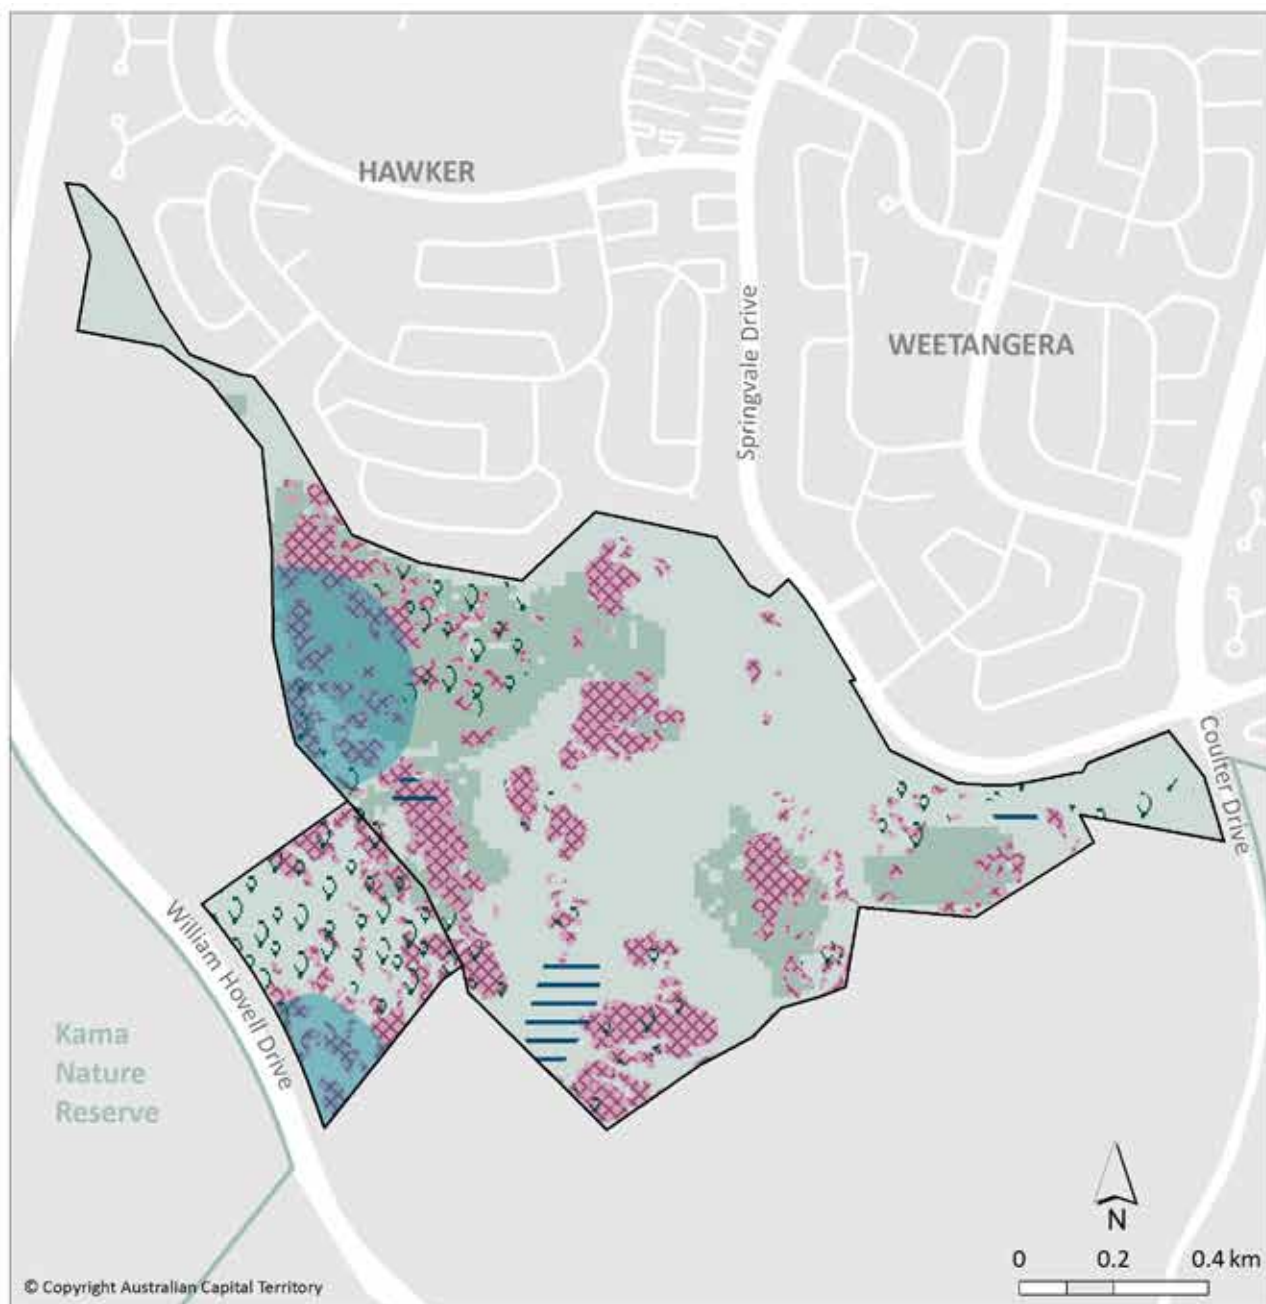 HAWKER
WEETANGERA
Springvale Drive
Coulter Drive
William Hovell Drive
Kama
Nature
Reserve
N
0 0.2 0.4 km
© Copyright Australian Capital Territory